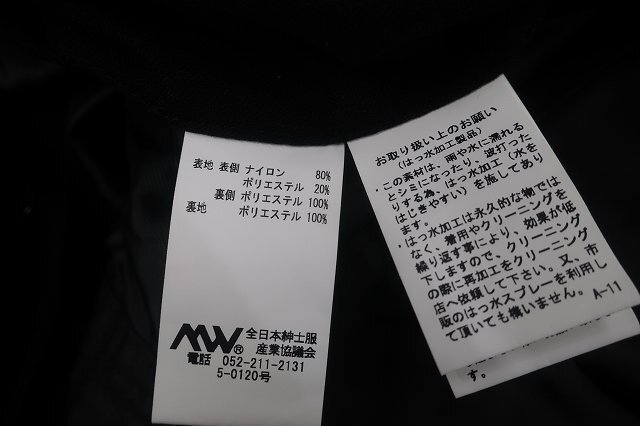 表地 表側 ナイロン 80%
ポリエステル 20%
裏側 ポリエステル 100%
裏地 ポリエステル 100%
MW® 全日本紳士服
産業協議会
電話 052-211-2131
5-0120号
お取り扱い上のお願い
(はっ水加工製品)
・この素材は、雨や水に濡れる
とシミになったり、波打った
りする為、はっ水加工(水を
はじきやすい)を施してあり
ます。
・はっ水加工は永久的な物では
なく、着用やクリーニングを
繰り返す事により、効果が低
下しますので、クリーニング
の際に再加工をクリーニング
店へ依頼して下さい。又、市
販のはっ水スプレーを利用し
て頂いても構いません。 A-11
す。